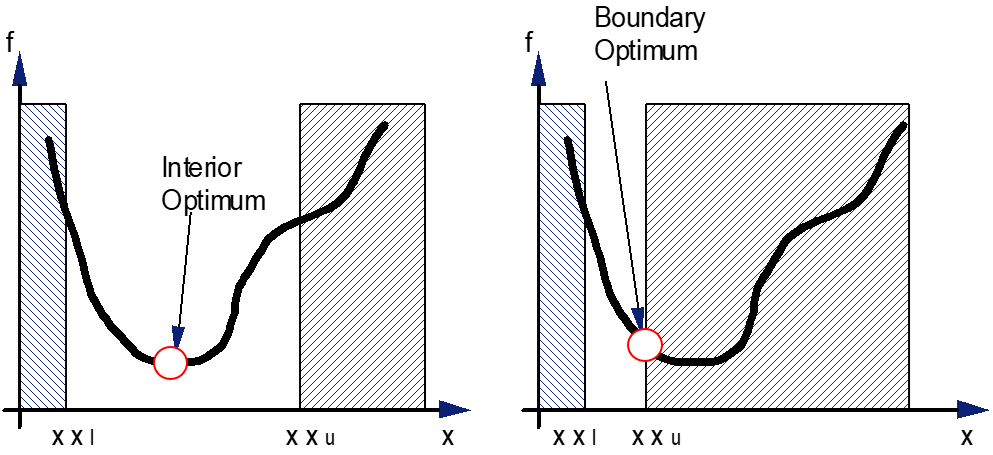 f
Interior
Optimum
x x l
x x u
x
Boundary
Optimum
f
x x l
x x u
x